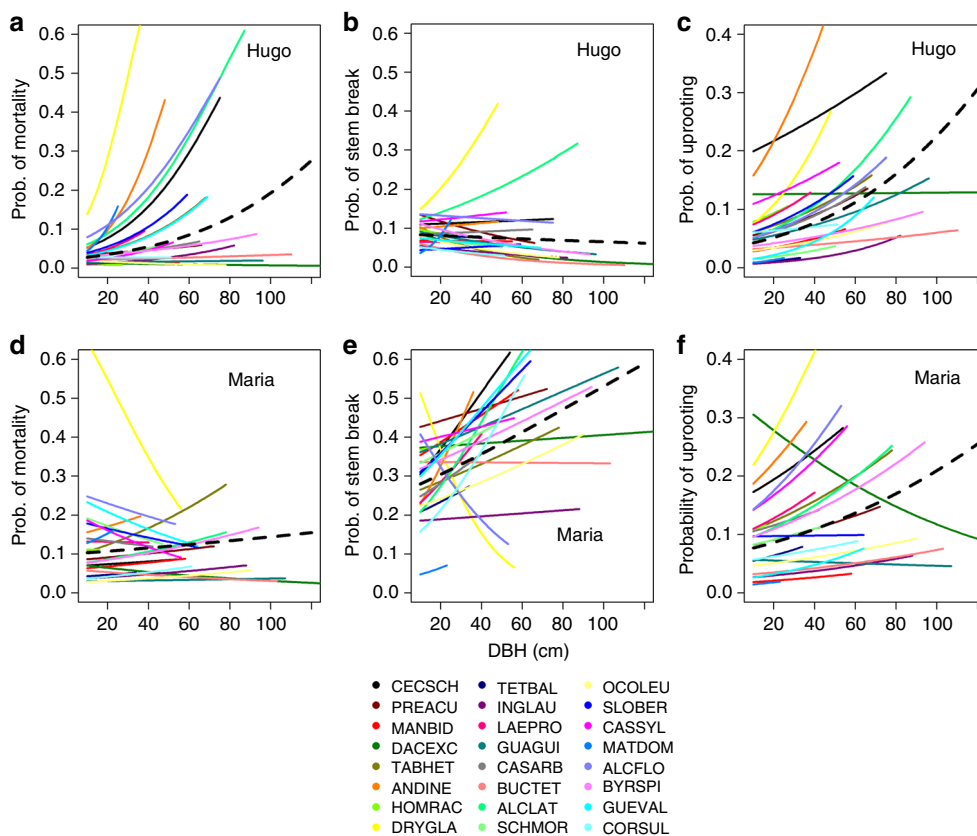 a
b
c
Hugo
Hugo
Hugo
Prob. of mortality
Prob. of stem break
Prob. of uprooting
0.6
0.5
0.4
0.3
0.2
0.1
0.0
0.6
0.5
0.4
0.3
0.2
0.1
0.0
0.4
0.3
0.2
0.1
0.0
20 40 60 80 100
20 40 60 80 100
20 40 60 80 100
d
e
f
Maria
Maria
Maria
Prob. of mortality
Prob. of stem break
Probability of uprooting
0.6
0.5
0.4
0.3
0.2
0.1
0.0
0.6
0.5
0.4
0.3
0.2
0.1
0.0
0.4
0.3
0.2
0.1
0.0
20 40 60 80 100
20 40 60 80 100
20 40 60 80 100
DBH (cm)
CECSCH
PREACU
MANBID
DACEXC
TABHET
ANDINE
HOMRAC
DRYGLA
TETBAL
INGLAU
LAEPRO
GUAGUI
CASARB
BUCTET
ALCLAT
SCHMOR
OCOLEU
SLOBER
CASSYL
MATDOM
ALCFLO
BYRSPI
GUEVAL
CORSUL